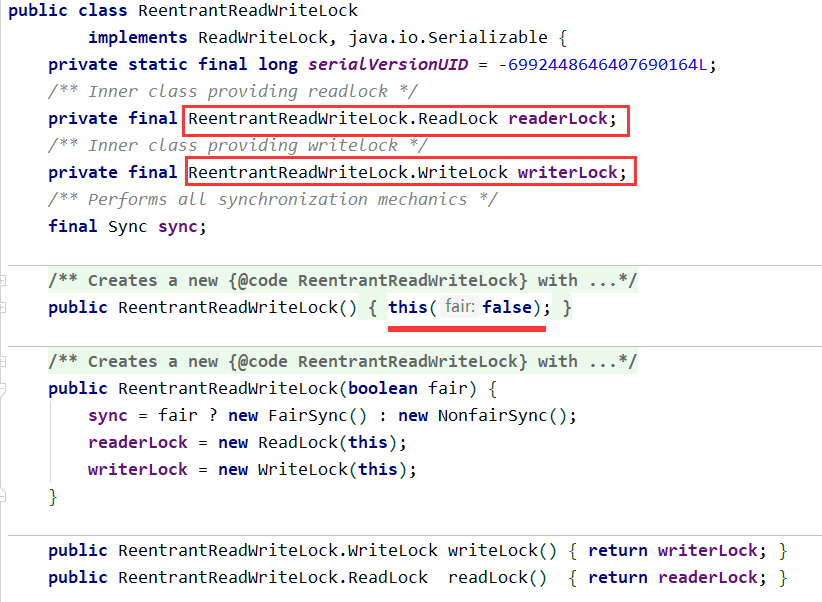 public class ReentrantReadWriteLock
        implements ReadWriteLock, java.io.Serializable {
    private static final long serialVersionUID = -6992448646407690164L;
    /** Inner class providing readlock */
    private final ReentrantReadWriteLock.ReadLock readerLock;
    /** Inner class providing writelock */
    private final ReentrantReadWriteLock.WriteLock writerLock;
    /** Performs all synchronization mechanics */
    final Sync sync;
    /** Creates a new {@code ReentrantReadWriteLock} with ...*/
    public ReentrantReadWriteLock() { this( fair: false); }
    /** Creates a new {@code ReentrantReadWriteLock} with ...*/
    public ReentrantReadWriteLock(boolean fair) {
        sync = fair ? new FairSync() : new NonfairSync();
        readerLock = new ReadLock(this);
        writerLock = new WriteLock(this);
    }
    public ReentrantReadWriteLock.WriteLock writeLock() { return writerLock; }
    public ReentrantReadWriteLock.ReadLock  readLock()  { return readerLock; }